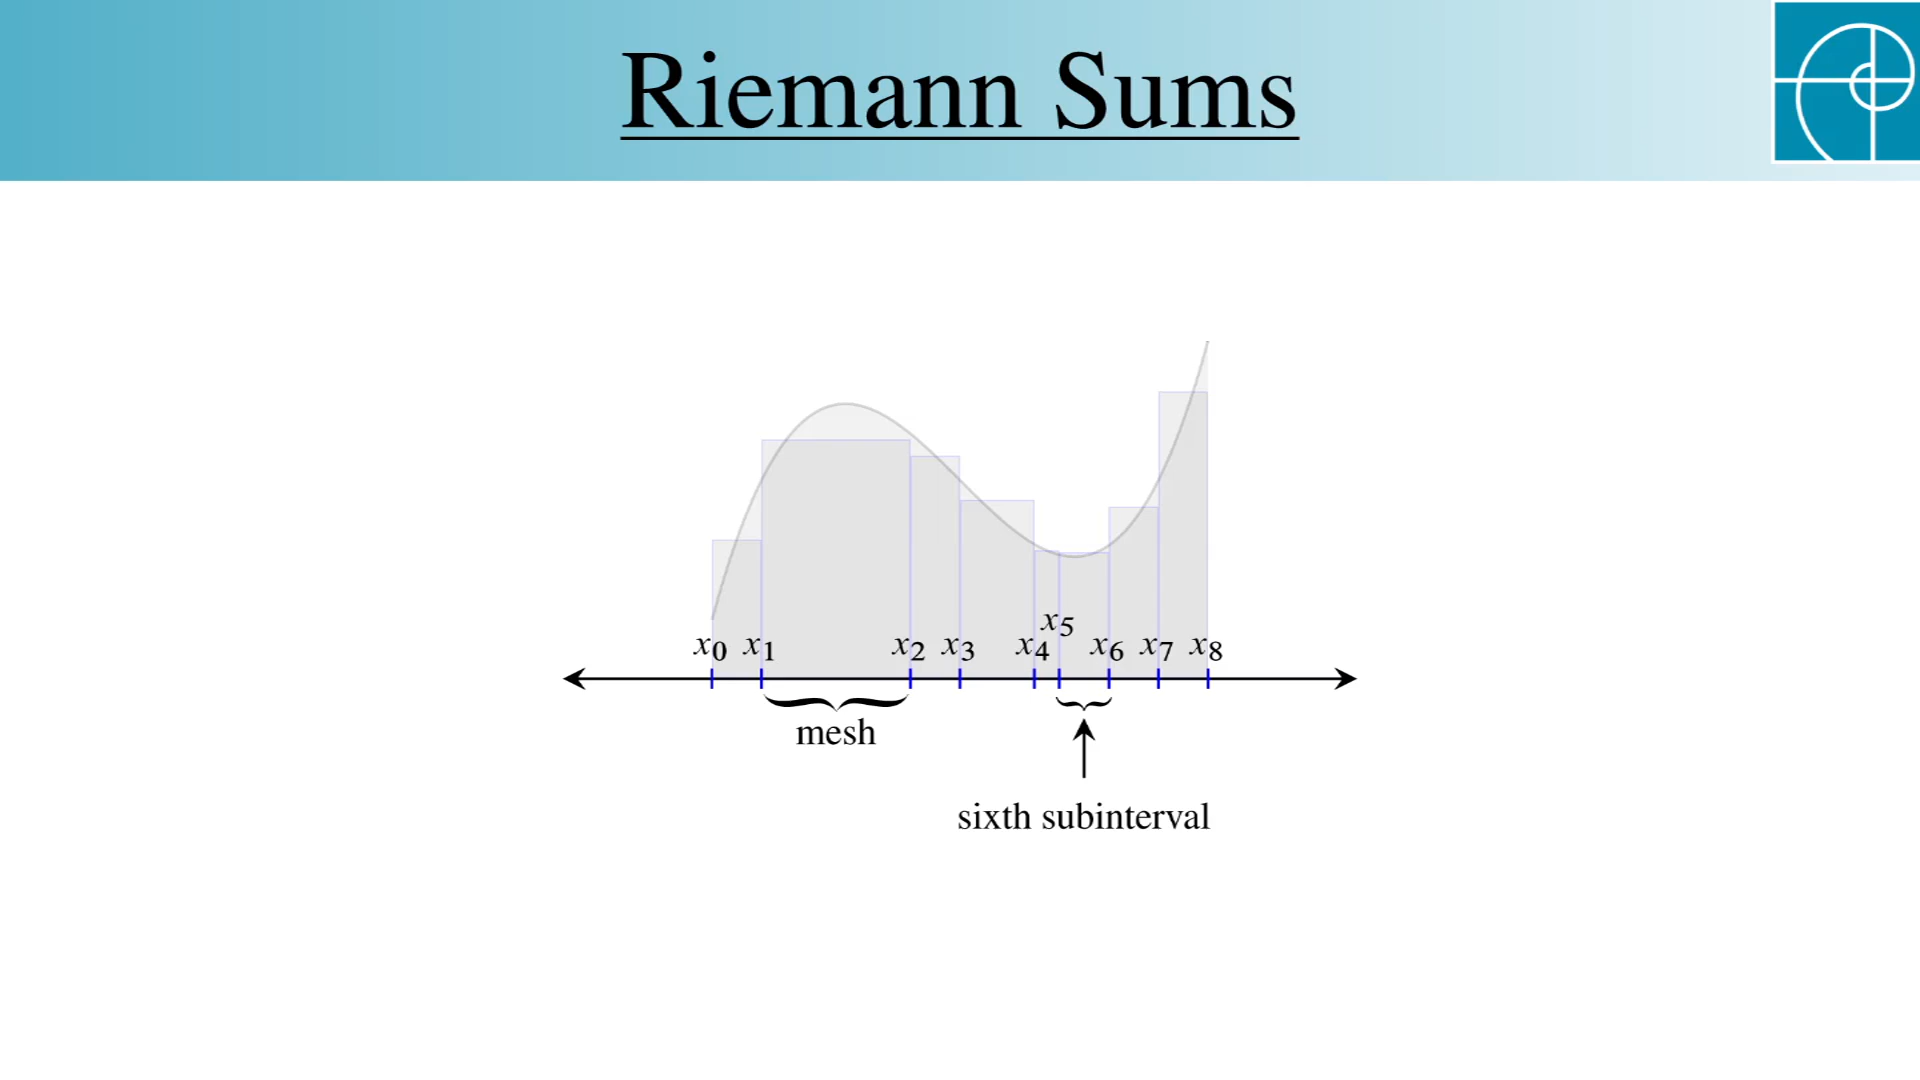 Riemann Sums
x5
x0 x1 x2 x3 x4 x6 x7 x8
mesh
sixth subinterval